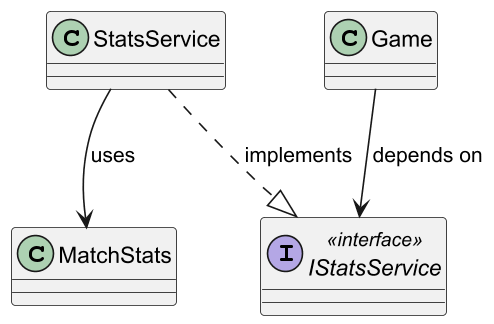 C StatsService
C Game
uses
implements
depends on
C MatchStats
«interface»
I IStatsService